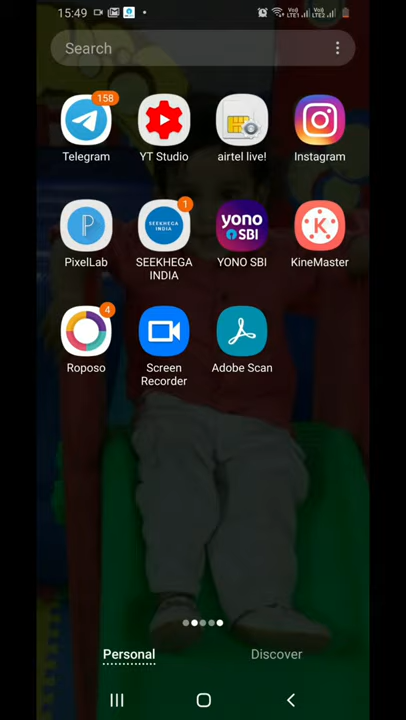 15:49
Search
158
Telegram
YT Studio
airtel live!
Instagram
P
SEEKHEGA
INDIA
1
yono
SBI
K
PixelLab
SEEKHEGA
INDIA
YONO SBI
KineMaster
4
Roposo
Screen
Recorder
Adobe Scan
Personal
Discover